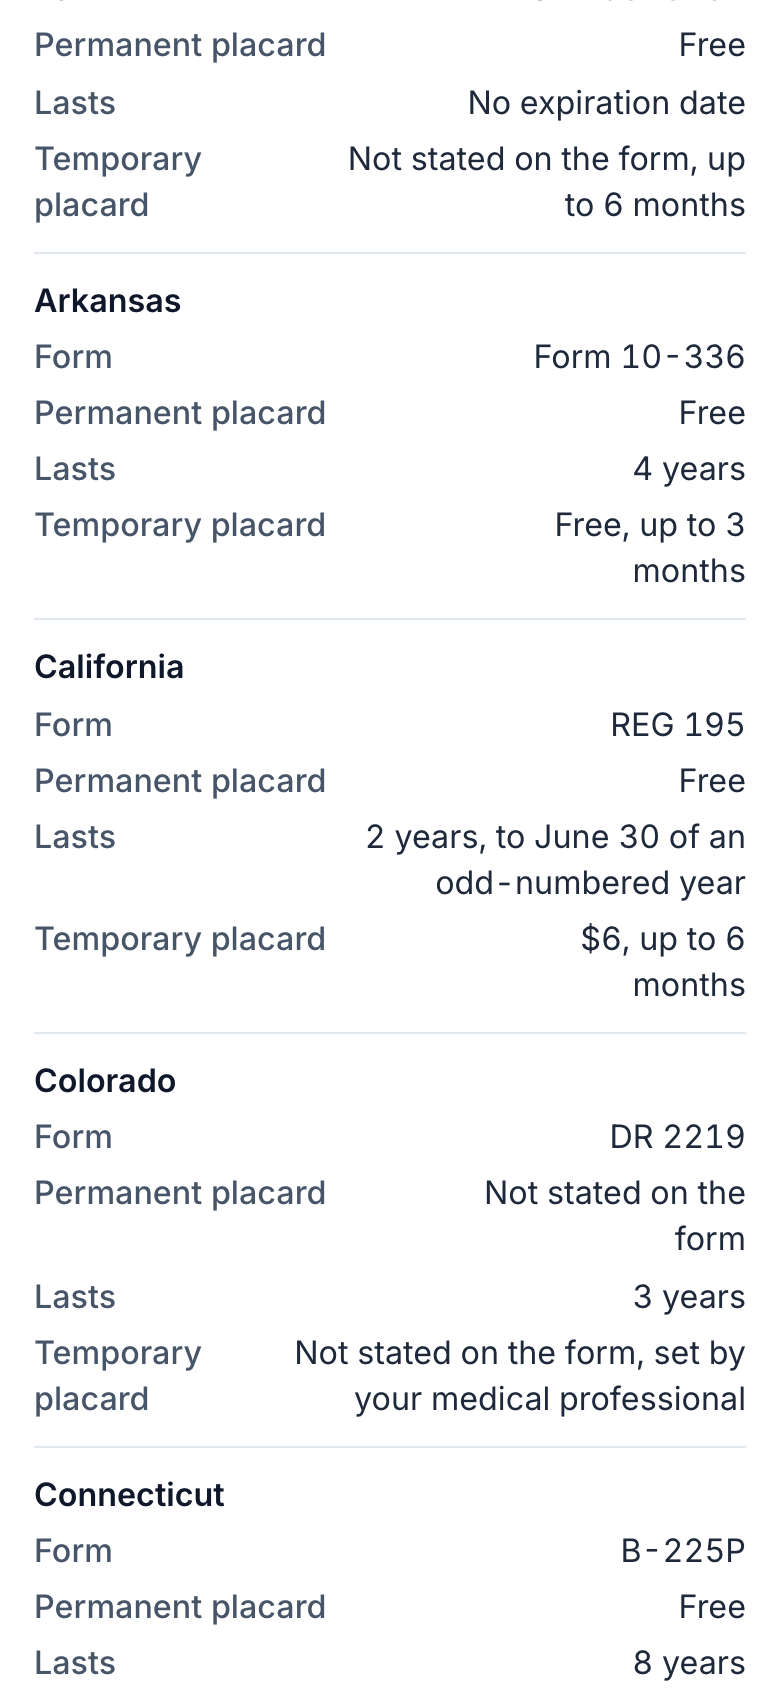 Permanent placard Free
Lasts No expiration date
Temporary placard Not stated on the form, up to 6 months
Arkansas
Form Form 10-336
Permanent placard Free
Lasts 4 years
Temporary placard Free, up to 3 months
California
Form REG 195
Permanent placard Free
Lasts 2 years, to June 30 of an odd-numbered year
Temporary placard $6, up to 6 months
Colorado
Form DR 2219
Permanent placard Not stated on the form
Lasts 3 years
Temporary placard Not stated on the form, set by your medical professional
Connecticut
Form B-225P
Permanent placard Free
Lasts 8 years